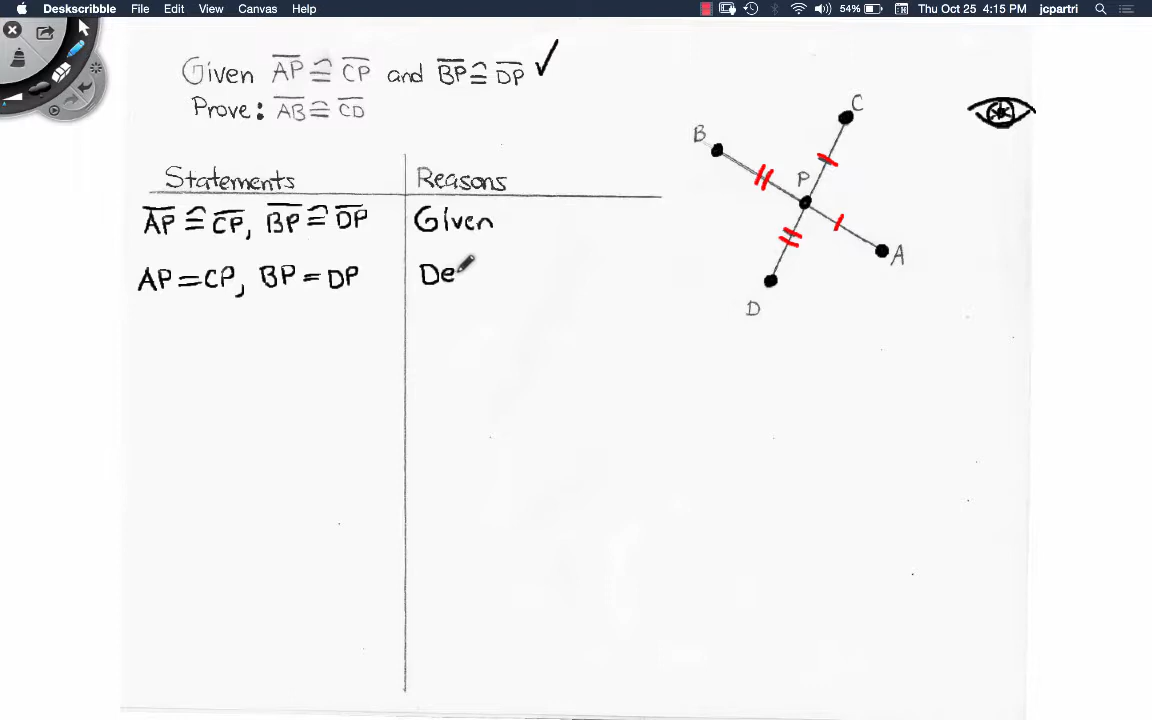 Deskscribble File Edit View Canvas Help 54% Thu Oct 25 4:15 PM jcpartri
Given AP ≅ CP and BP ≅ DP ✓
Prove: AB ≅ CD
Statements Reasons
AP ≅ CP, BP ≅ DP Given
AP = CP, BP = DP De
C
B
P
A
D